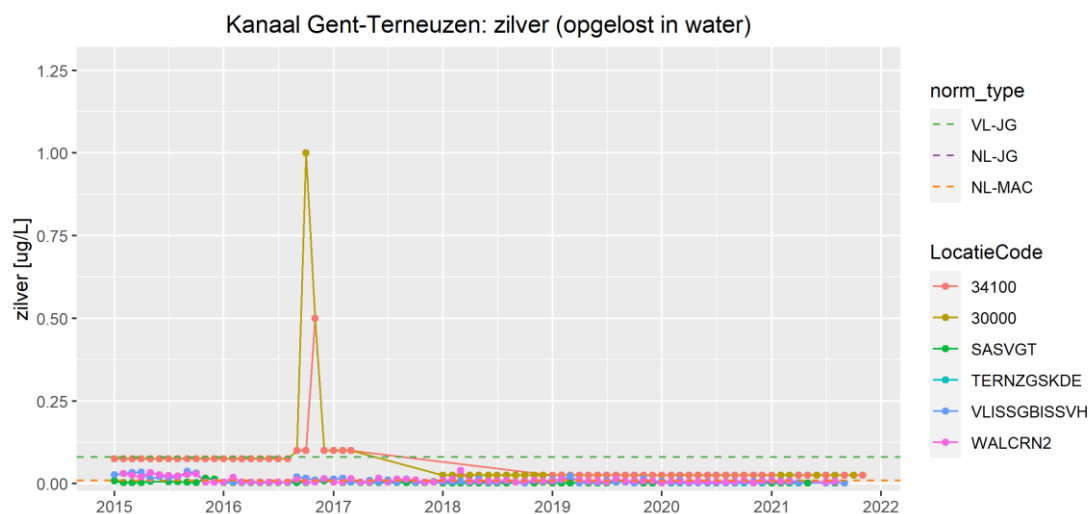 Kanaal Gent-Terneuzen: zilver (opgelost in water)
zilver [ug/L]
1.25
1.00
0.75
0.50
0.25
0.00
2015 2016 2017 2018 2019 2020 2021 2022
norm_type
VL-JG
NL-JG
NL-MAC
LocatieCode
34100
30000
SASVGT
TERNZGSKDE
VLISSGBISSVH
WALCRN2